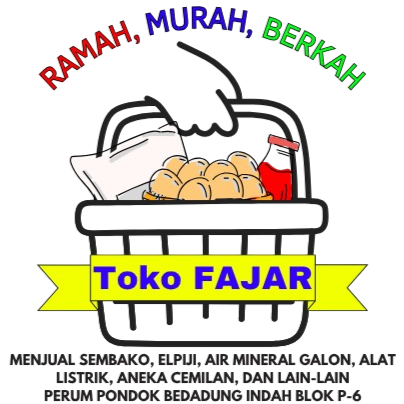 RAMAH, MURAH, BERKAH
Toko FAJAR
MENJUAL SEMBAKO, ELPIJI, AIR MINERAL GALON, ALAT
LISTRIK, ANEKA CEMILAN, DAN LAIN-LAIN
PERUM PONDOK BEDADUNG INDAH BLOK P-6